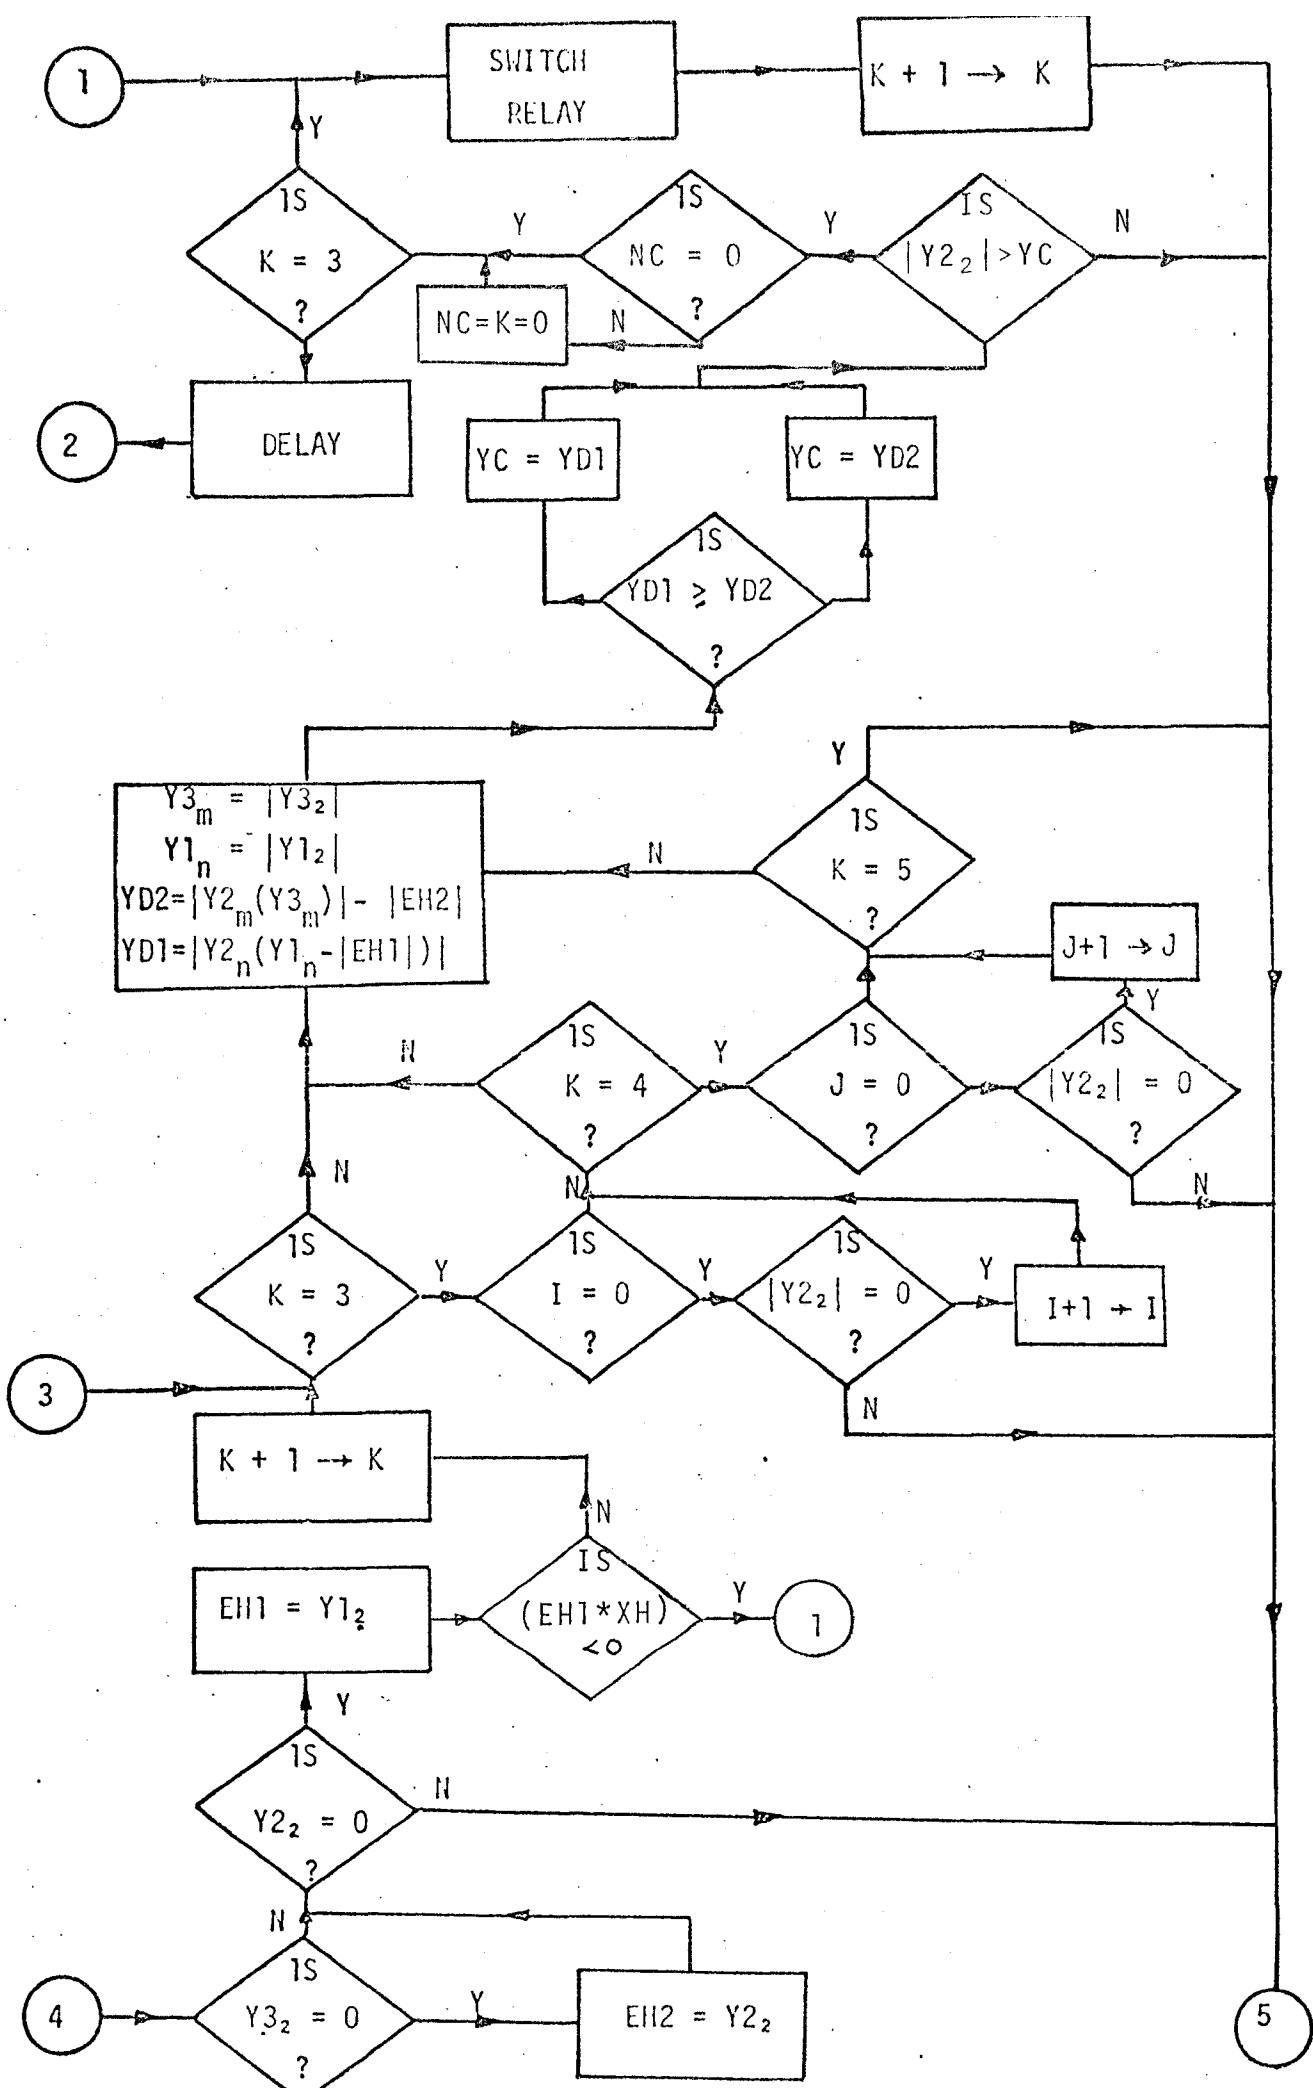 1
SWITCH
RELAY
K + 1 → K
Y
IS
K = 3
?
Y
IS
NC = 0
?
Y
IS
|Y2₂|>YC
N
NC=K=0
N
2
DELAY
YC = YD1
YC = YD2
IS
YD1 ≥ YD2
?
Y3ₘ = |Y3₂|
Y1ₙ = |Y1₂|
YD2=|Y2ₘ(Y3ₘ)|- |EH2|
YD1=|Y2ₙ(Y1ₙ-|EH1|)|
N
Y
IS
K = 5
?
J+1 → J
Y
N
IS
K = 4
?
Y
IS
J = 0
?
IS
|Y2₂| = 0
?
N
N
N
IS
K = 3
?
Y
IS
I = 0
?
Y
IS
|Y2₂| = 0
?
Y
I+1 → I
N
3
K + 1 → K
N
EH1 = Y1₂
IS
(EH1*XH)
<0
Y
1
Y
IS
Y2₂ = 0
?
N
N
4
IS
Y3₂ = 0
?
Y
EH2 = Y2₂
5